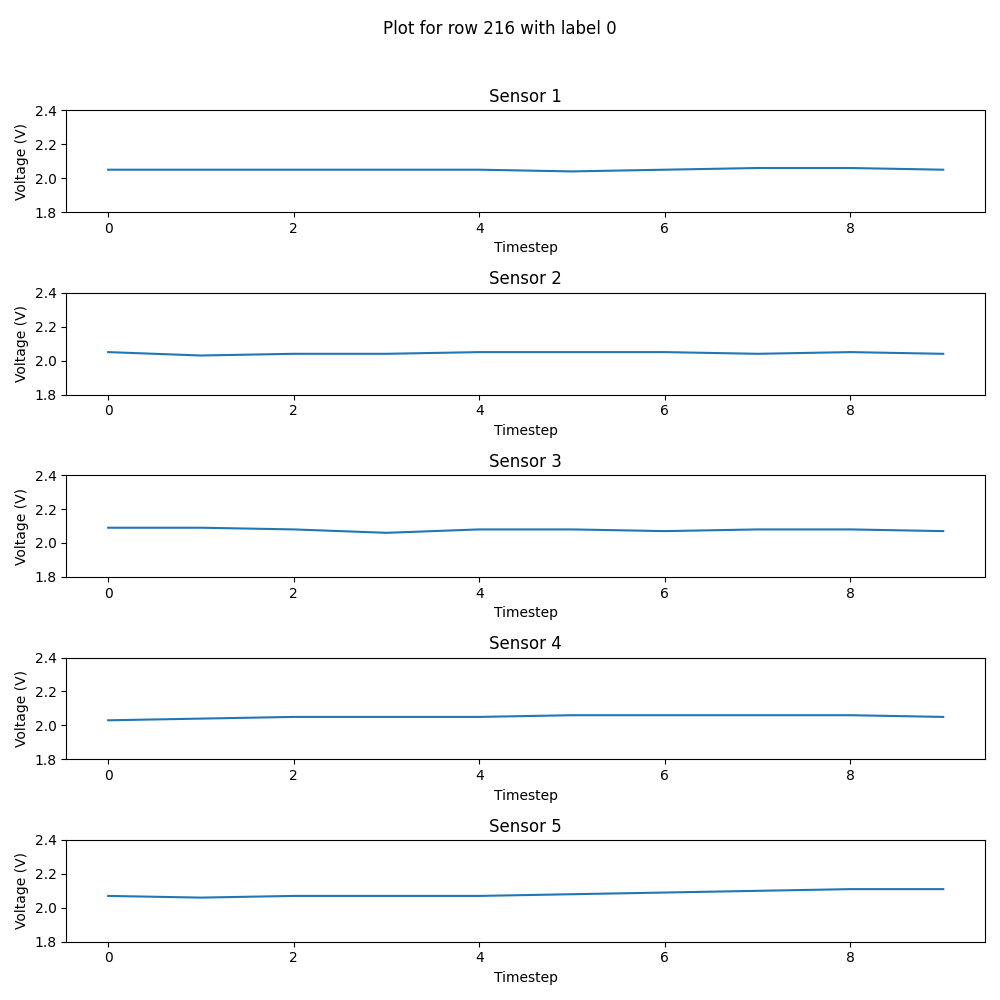 Plot for row 216 with label 0
Sensor 1
Voltage (V)
2.4
2.2
2.0
1.8
0 2 4 6 8
Timestep
Sensor 2
Voltage (V)
2.4
2.2
2.0
1.8
0 2 4 6 8
Timestep
Sensor 3
Voltage (V)
2.4
2.2
2.0
1.8
0 2 4 6 8
Timestep
Sensor 4
Voltage (V)
2.4
2.2
2.0
1.8
0 2 4 6 8
Timestep
Sensor 5
Voltage (V)
2.4
2.2
2.0
1.8
0 2 4 6 8
Timestep